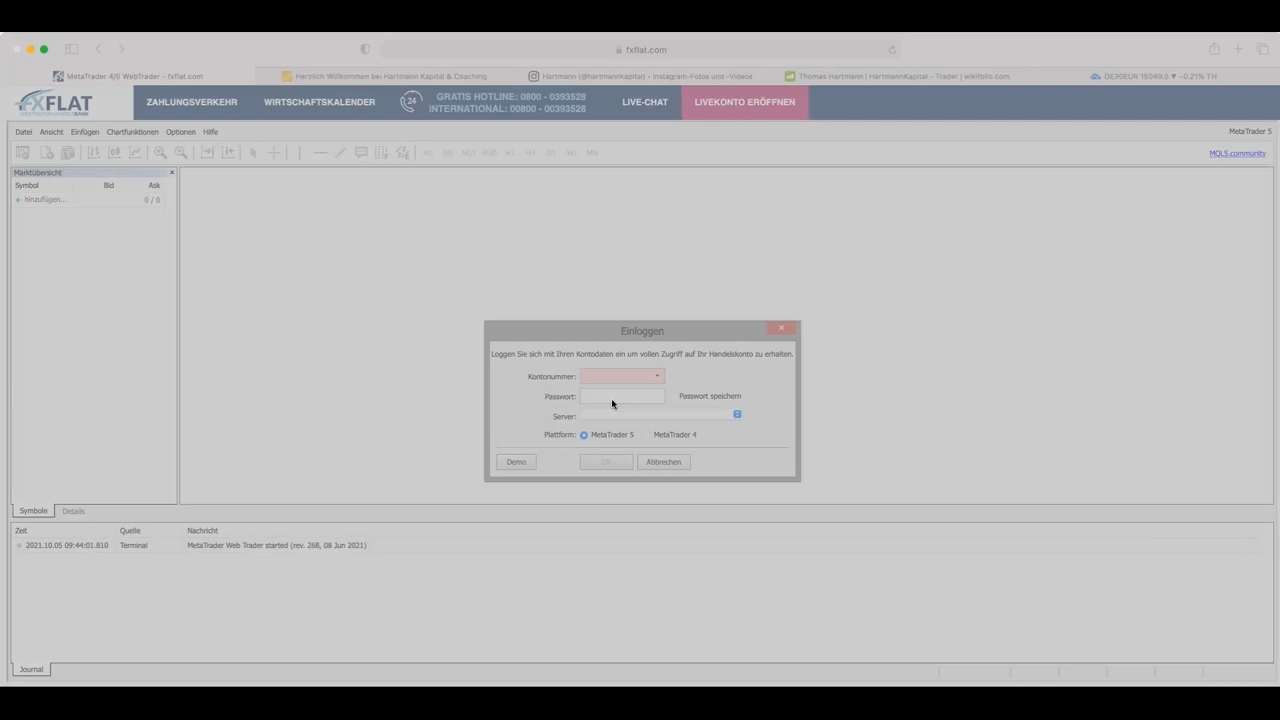 fxflat.com
MetaTrader 4/5 WebTrader - fxflat.com
Herzlich Willkommen bei Hartmann Kapital & Coaching
Hartmann (@hartmannkapital) • Instagram-Fotos und -Videos
Thomas Hartmann | HartmannKapital - Trader | wikifolio.com
DE30EUR 15049.5 ▼ −0.21% TH
FXFLAT
ZAHLUNGSVERKEHR
WIRTSCHAFTSKALENDER
24
GRATIS HOTLINE: 0800 - 0393528
INTERNATIONAL: 00800 - 00393528
LIVE-CHAT
LIVEKONTO ERÖFFNEN
Datei Ansicht Einfügen Chartfunktionen Optionen Hilfe
MetaTrader 5
MQL5.community
Marktübersicht
Symbol Bid Ask
hinzufügen... 0 / 0
Einloggen
Loggen Sie sich mit Ihren Kontodaten ein um vollen Zugriff auf Ihr Handelskonto zu erhalten.
Kontonummer:
Passwort: Passwort speichern
Server:
Plattform: MetaTrader 5 MetaTrader 4
Demo OK Abbrechen
Symbole Details
Zeit Quelle Nachricht
2021.10.05 09:44:01.810 Terminal MetaTrader Web Trader started (rev. 268, 08 Jun 2021)
Journal